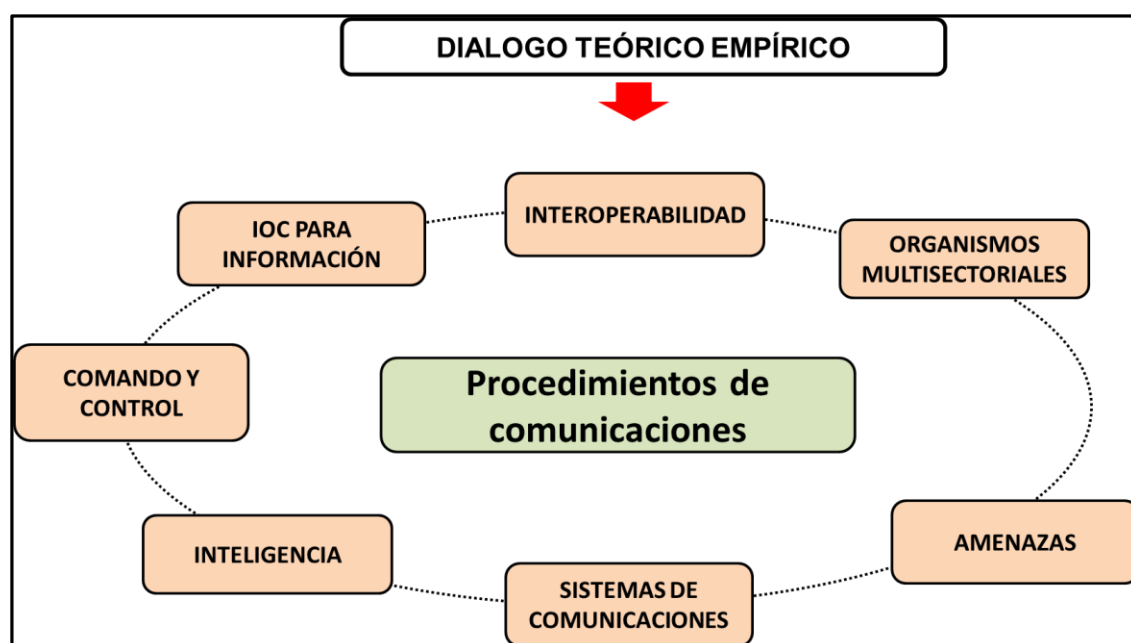 DIALOGO TEÓRICO EMPÍRICO
INTEROPERABILIDAD
IOC PARA
INFORMACIÓN
ORGANISMOS
MULTISECTORIALES
COMANDO Y
CONTROL
Procedimientos de
comunicaciones
INTELIGENCIA
AMENAZAS
SISTEMAS DE
COMUNICACIONES